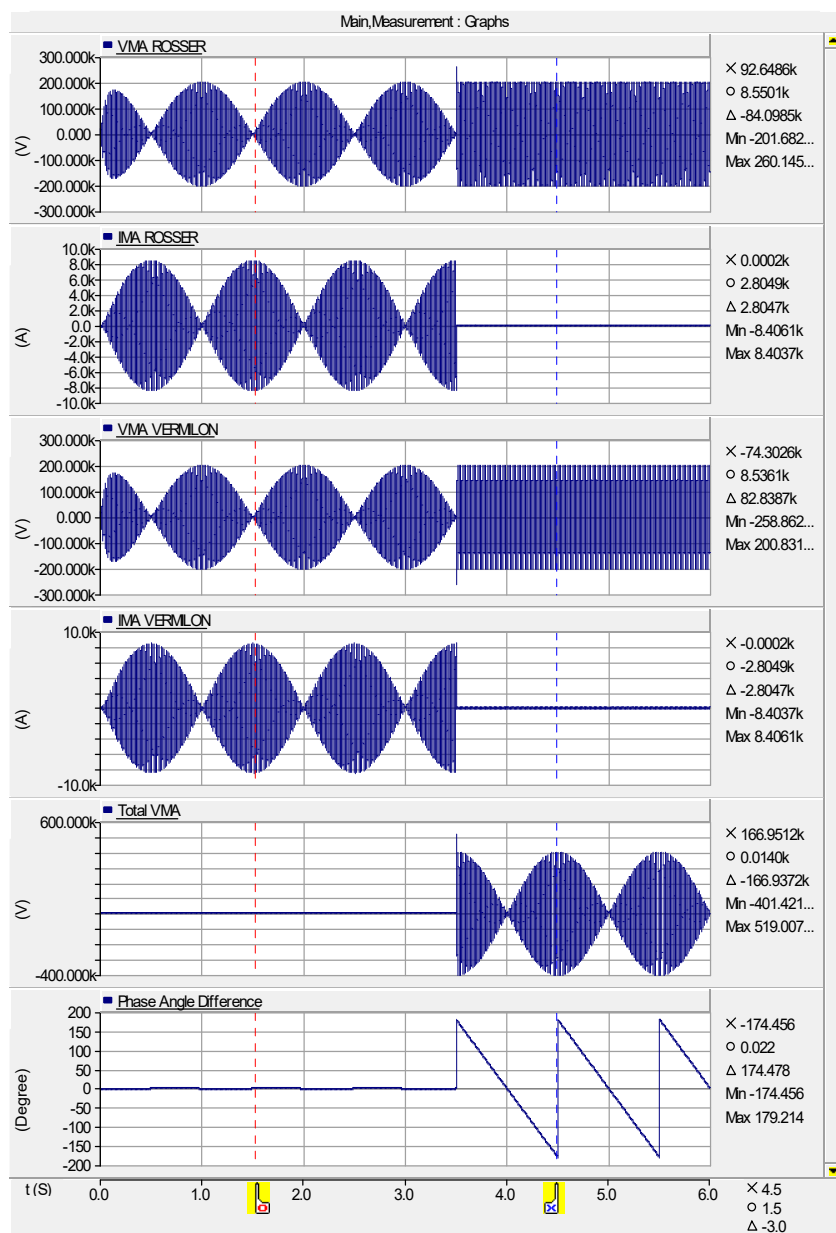 Main,Measurement : Graphs
VMA ROSSER
300.000k
200.000k
100.000k
0.000
-100.000k
-200.000k
-300.000k
(V)
× 92.6486k
○ 8.5501k
Δ -84.0985k
Min -201.682...
Max 260.145...
IMA ROSSER
10.0k
8.0k
6.0k
4.0k
2.0k
0.0
-2.0k
-4.0k
-6.0k
-8.0k
-10.0k
(A)
× 0.0002k
○ 2.8049k
Δ 2.8047k
Min -8.4061k
Max 8.4037k
VMA VERMILON
300.000k
200.000k
100.000k
0.000
-100.000k
-200.000k
-300.000k
(V)
× -74.3026k
○ 8.5361k
Δ 82.8387k
Min -258.862...
Max 200.831...
IMA VERMILON
10.0k
-10.0k
(A)
× -0.0002k
○ -2.8049k
Δ -2.8047k
Min -8.4037k
Max 8.4061k
Total VMA
600.000k
-400.000k
(V)
× 166.9512k
○ 0.0140k
Δ -166.9372k
Min -401.421...
Max 519.007...
Phase Angle Difference
200
150
100
50
0
-50
-100
-150
-200
(Degree)
× -174.456
○ 0.022
Δ 174.478
Min -174.456
Max 179.214
t (S) 0.0 1.0 2.0 3.0 4.0 5.0 6.0
× 4.5
○ 1.5
Δ -3.0